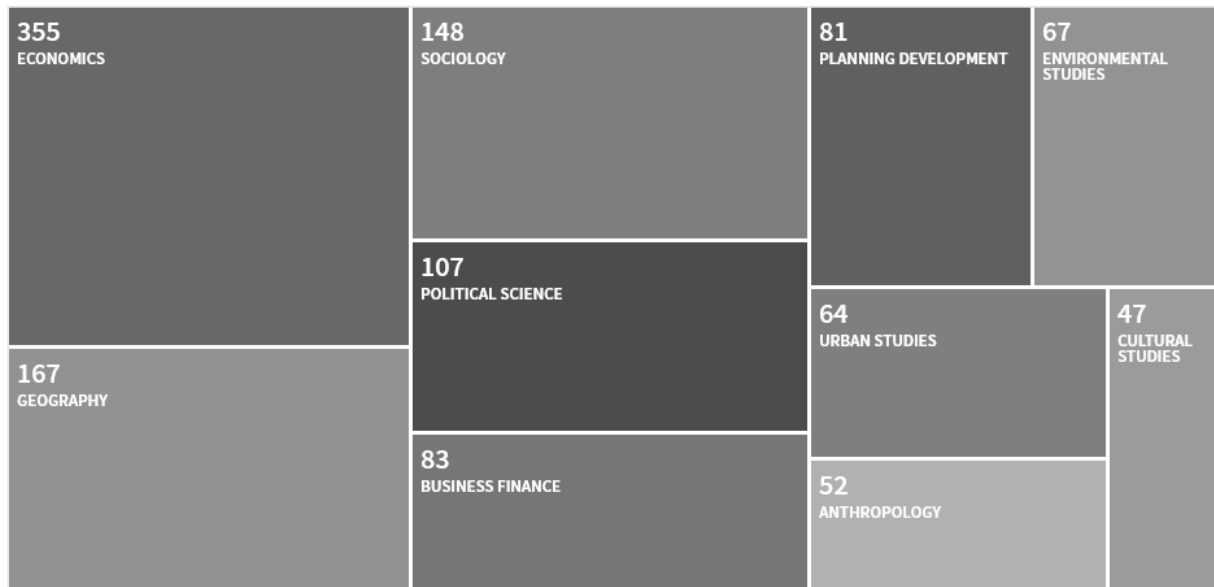 355
ECONOMICS
167
GEOGRAPHY
148
SOCIOLOGY
107
POLITICAL SCIENCE
83
BUSINESS FINANCE
81
PLANNING DEVELOPMENT
67
ENVIRONMENTAL
STUDIES
64
URBAN STUDIES
47
CULTURAL
STUDIES
52
ANTHROPOLOGY